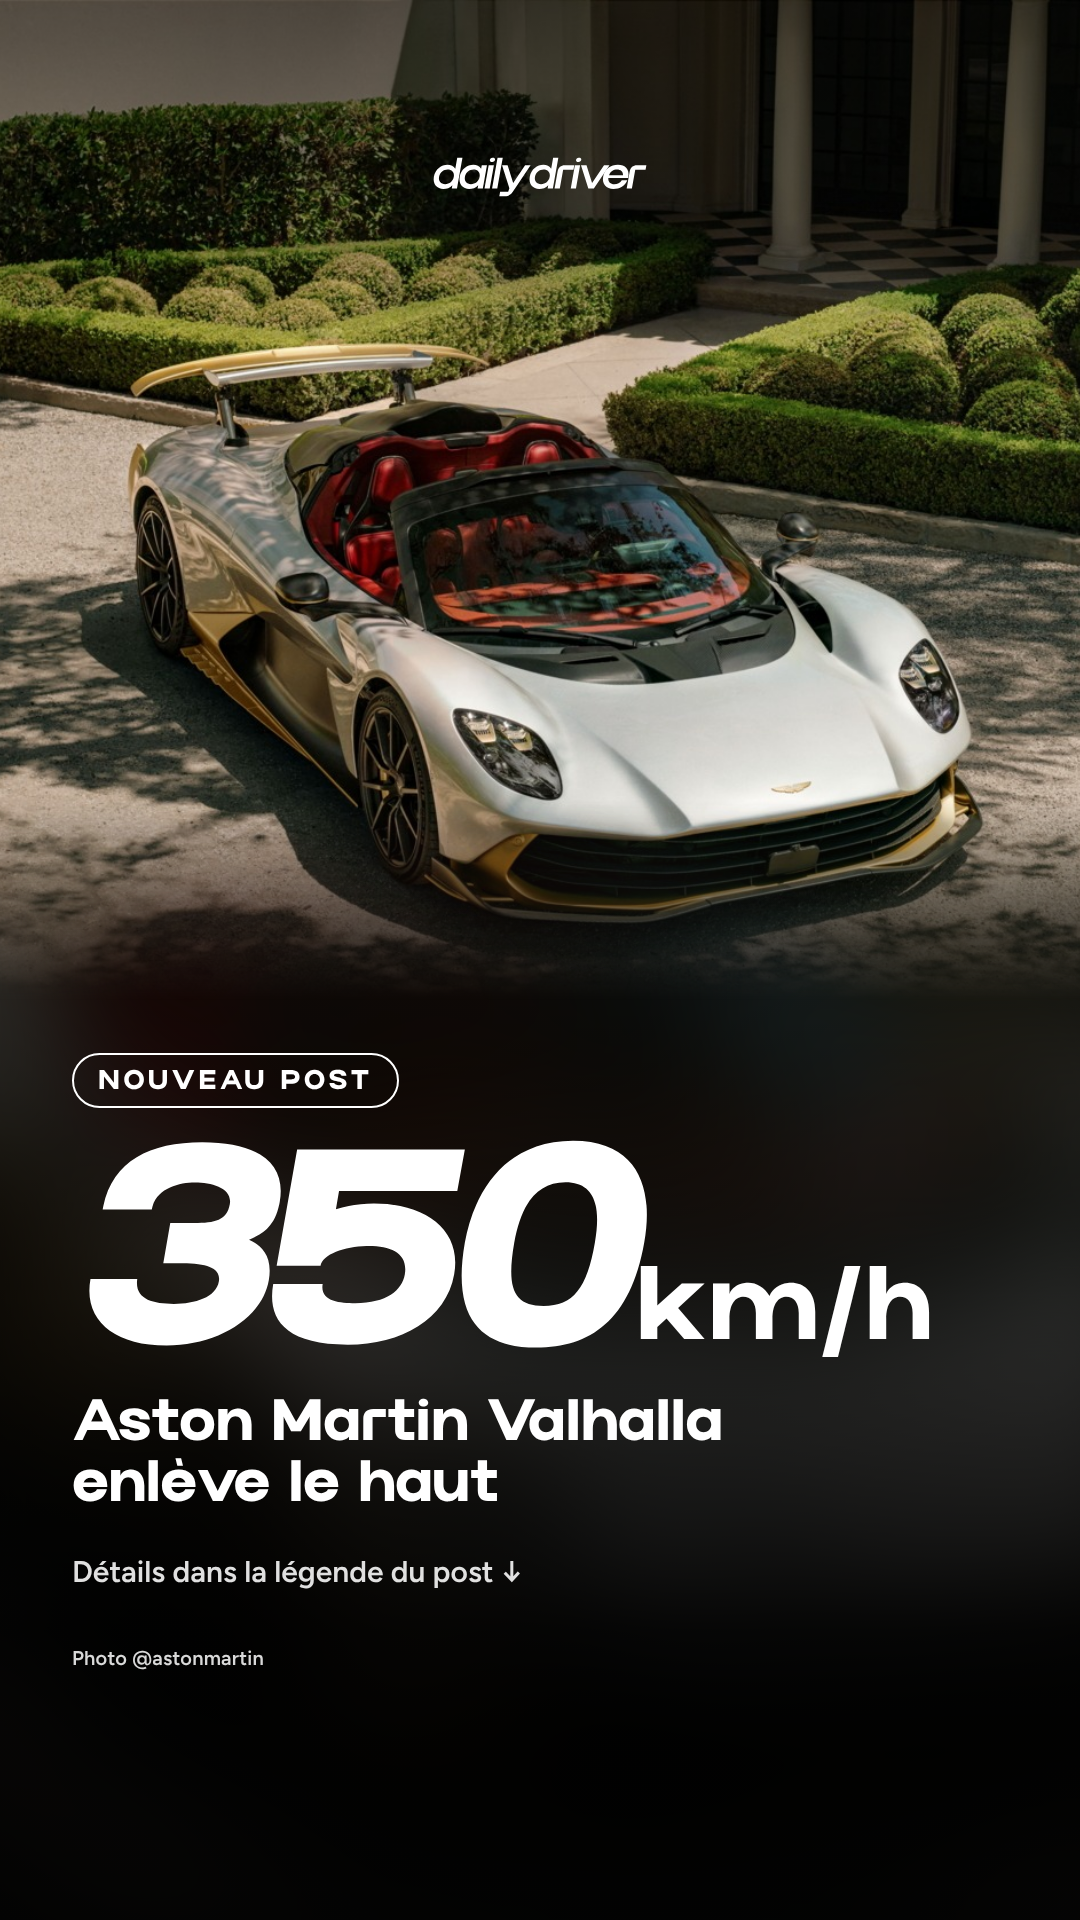 dailydriver
NOUVEAU POST
350km/h
Aston Martin Valhalla
enlève le haut
Détails dans la légende du post ↓
Photo @astonmartin